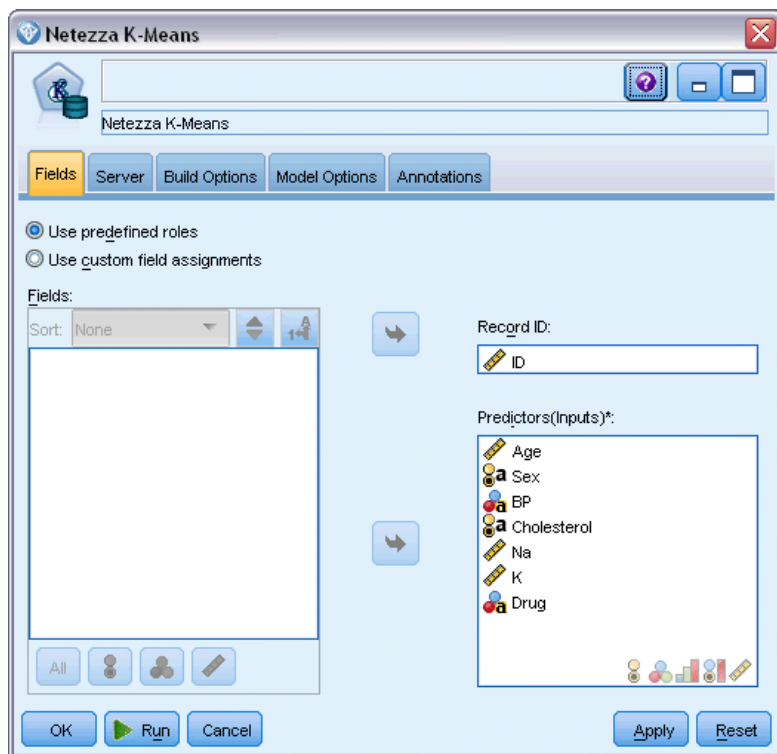 Netezza K-Means
Netezza K-Means
Fields
Server
Build Options
Model Options
Annotations
Use predefined roles
Use custom field assignments
Fields:
Sort: None
Record ID:
ID
Predictors(Inputs)*:
Age
Sex
BP
Cholesterol
Na
K
Drug
All
OK
Run
Cancel
Apply
Reset